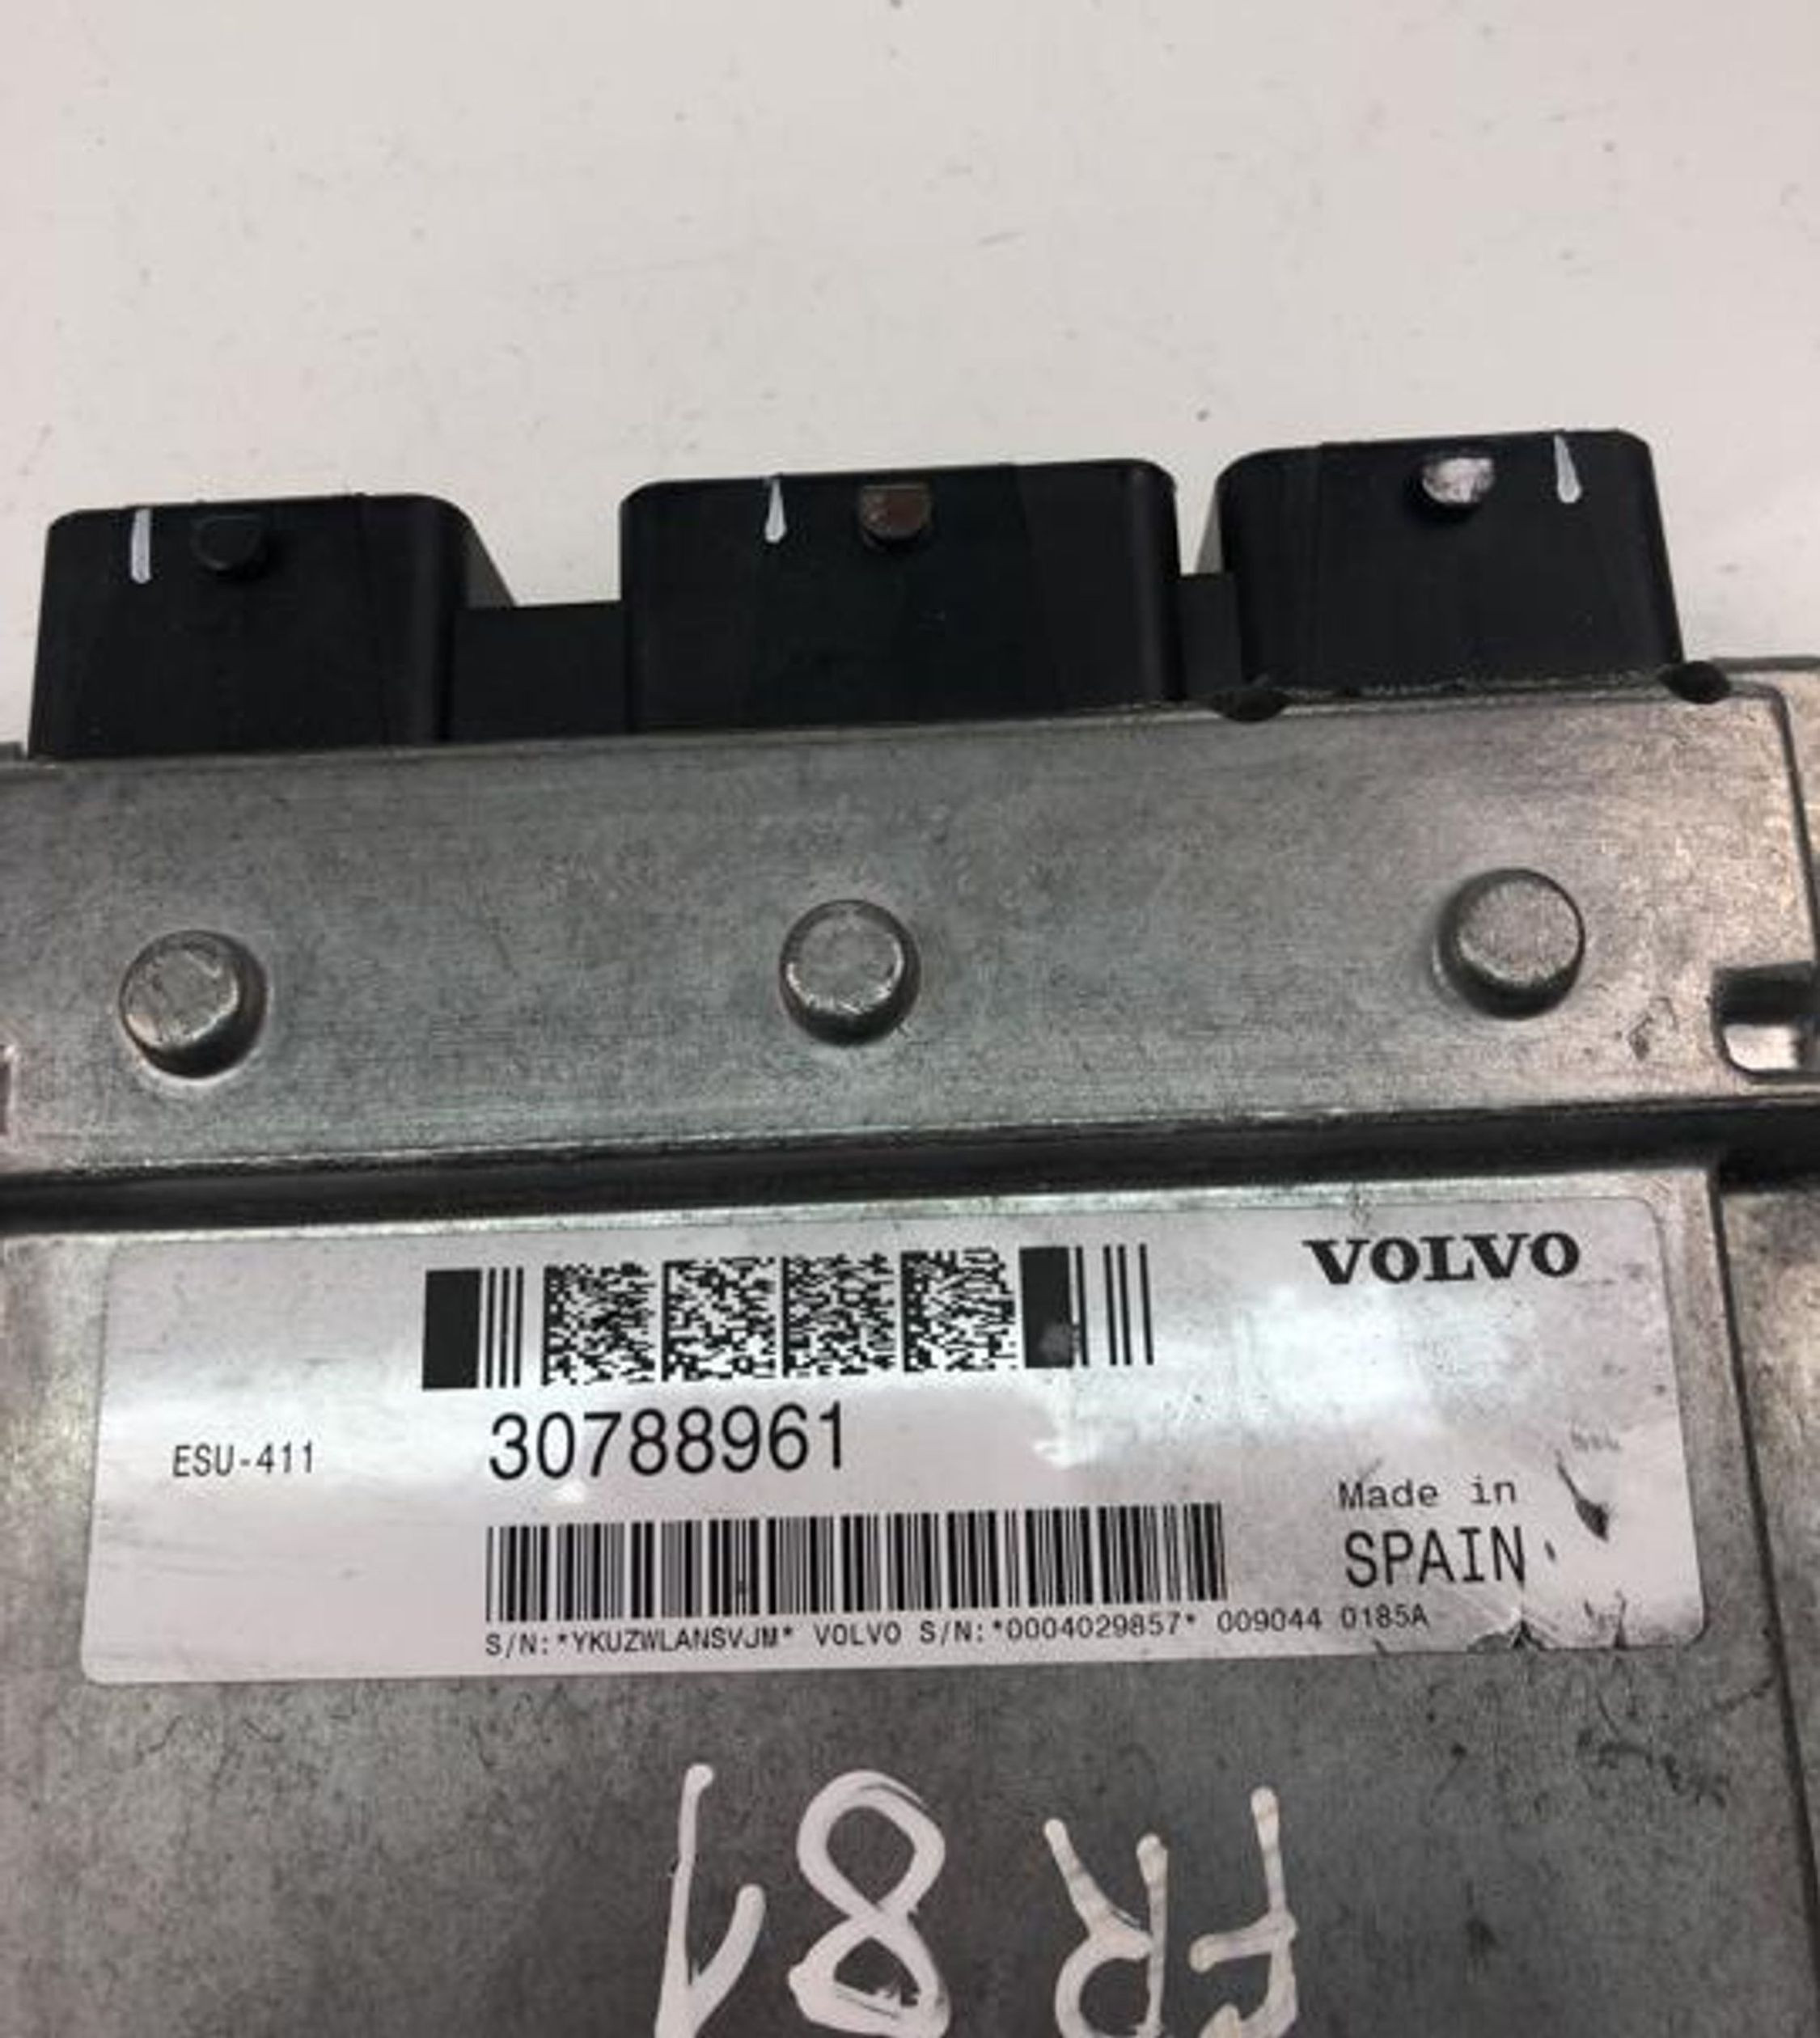 VOLVO
ESU-411
30788961
Made in
SPAIN
S/N:*YKUZWLANSVJM* VOLVO S/N:*0004029857* 009044 0185A
FR 81